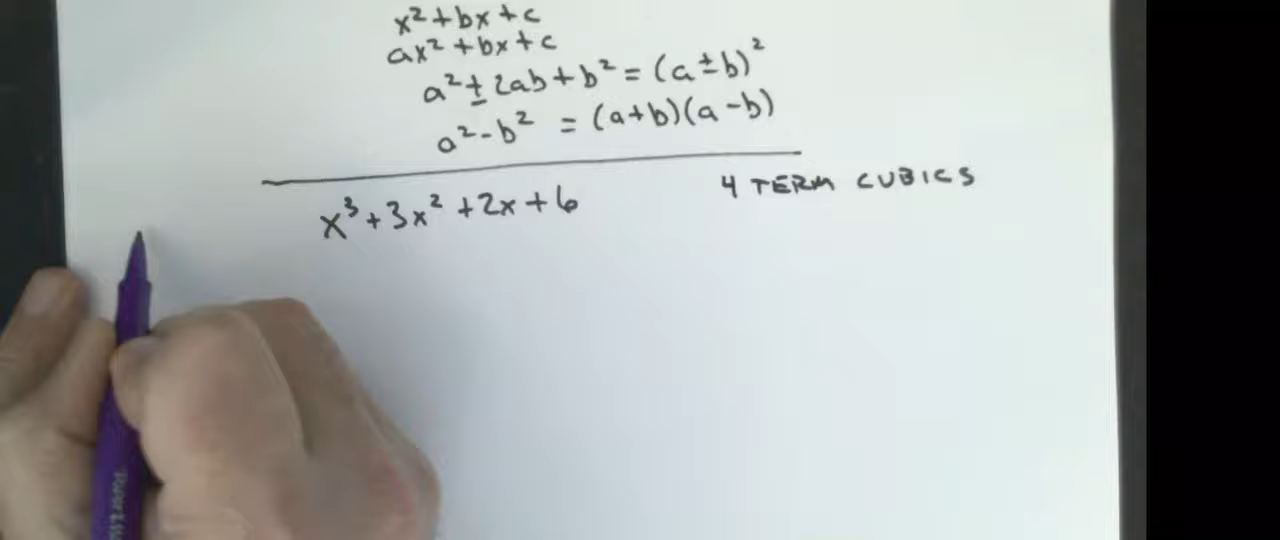 x²+bx+c
ax²+bx+c
a²±2ab+b²=(a±b)²
a²-b² =(a+b)(a-b)
x³+3x²+2x+6 4 TERM CUBICS